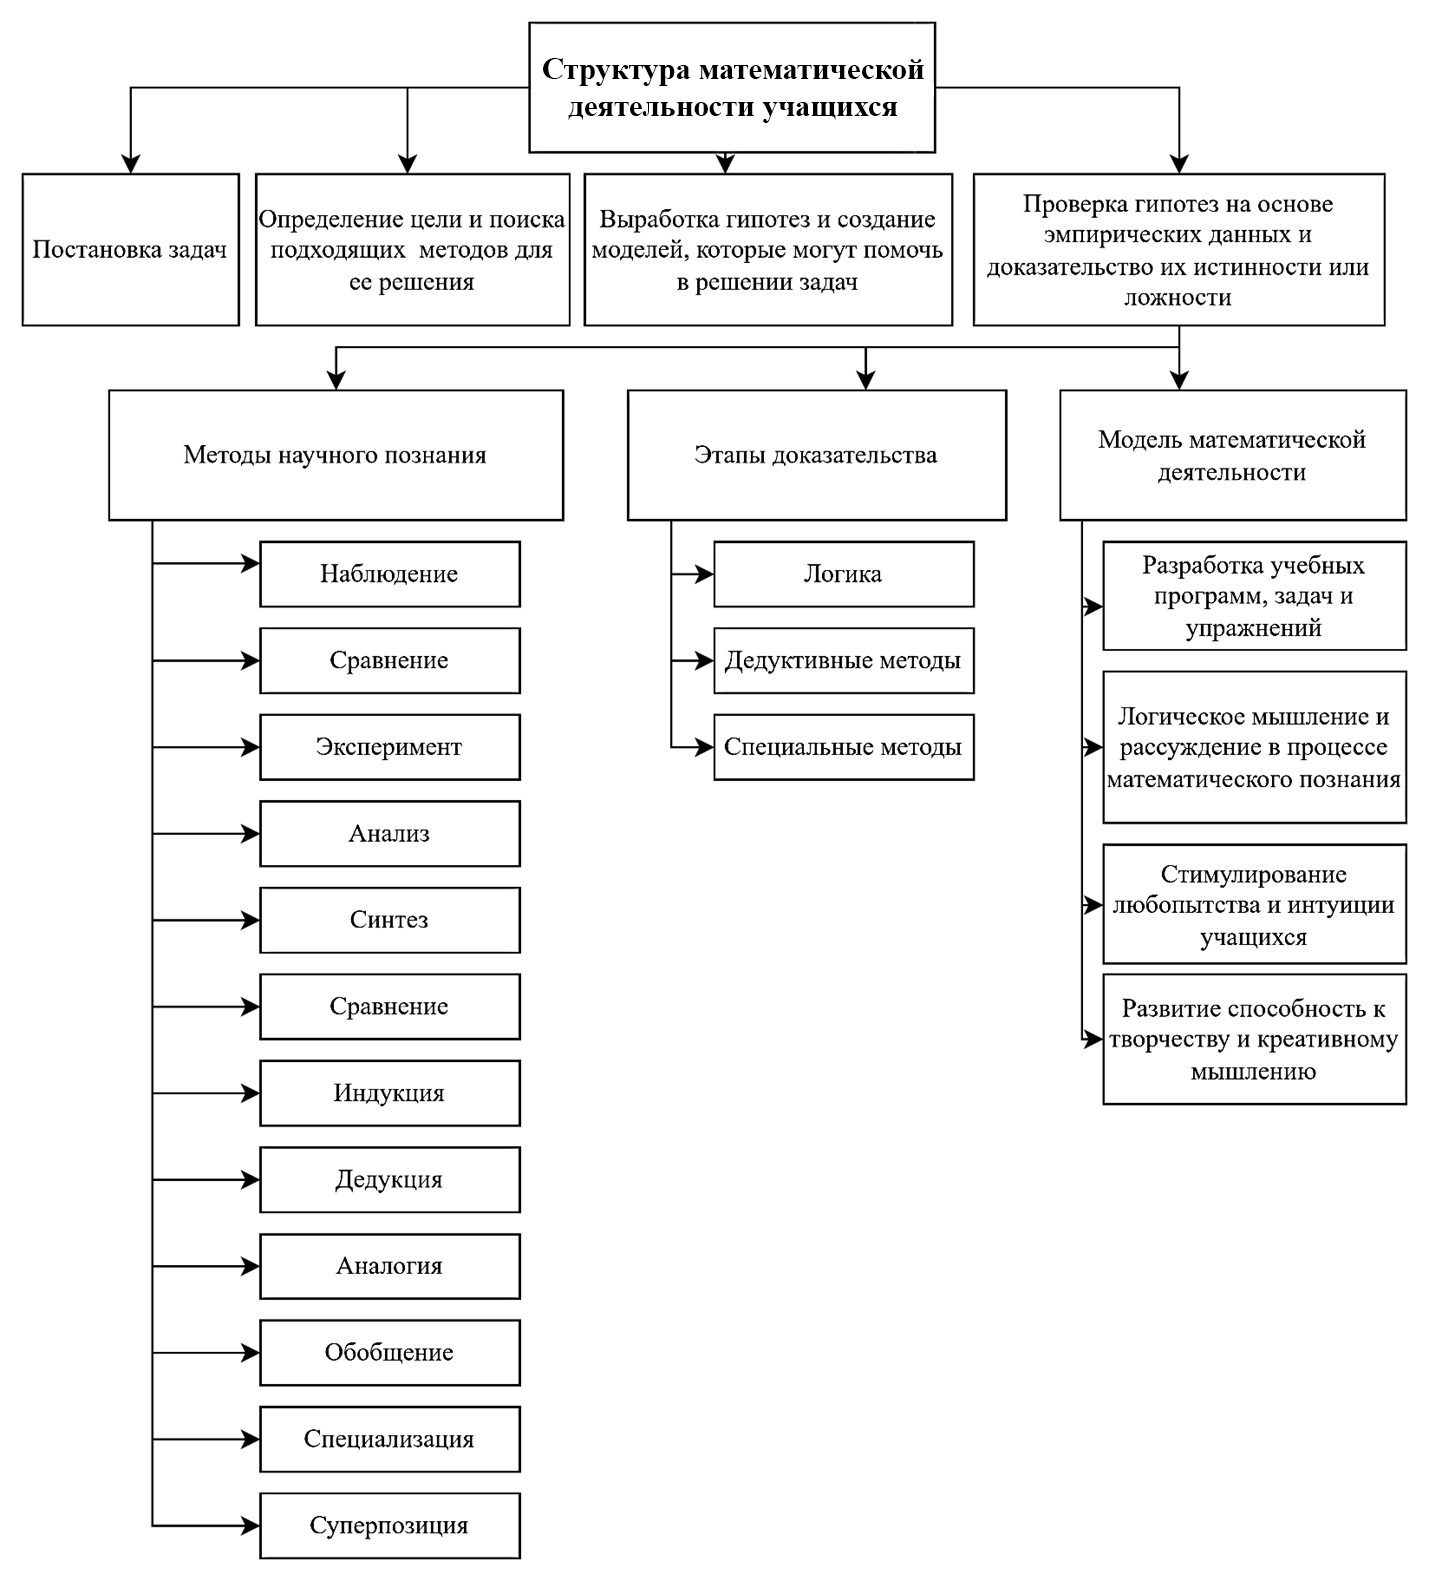 Структура математической
деятельности учащихся
Постановка задач
Определение цели и поиска
подходящих методов для
ее решения
Выработка гипотез и создание
моделей, которые могут помочь
в решении задач
Проверка гипотез на основе
эмпирических данных и
доказательство их истинности или
ложности
Методы научного познания
Наблюдение
Сравнение
Эксперимент
Анализ
Синтез
Сравнение
Индукция
Дедукция
Аналогия
Обобщение
Специализация
Суперпозиция
Этапы доказательства
Логика
Дедуктивные методы
Специальные методы
Модель математической
деятельности
Разработка учебных
программ, задач и
упражнений
Логическое мышление и
рассуждение в процессе
математического познания
Стимулирование
любопытства и интуиции
учащихся
Развитие способность к
творчеству и креативному
мышлению